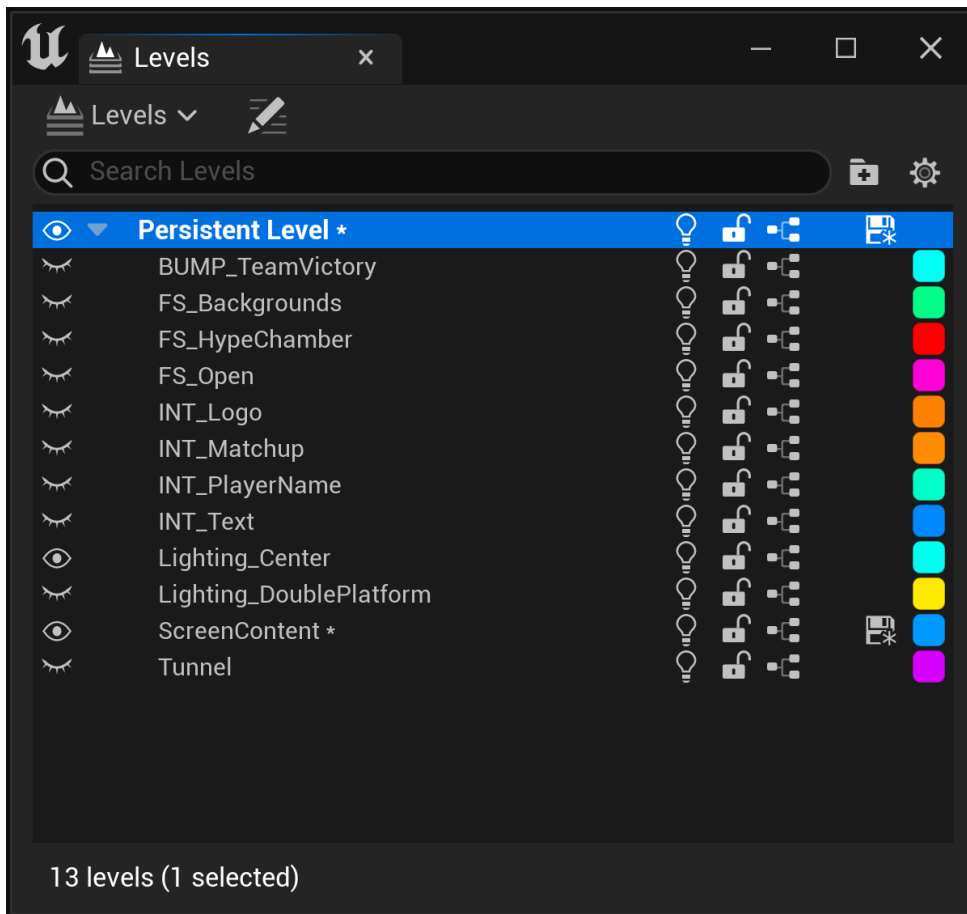 Levels
Levels
Search Levels
Persistent Level *
BUMP_TeamVictory
FS_Backgrounds
FS_HypeChamber
FS_Open
INT_Logo
INT_Matchup
INT_PlayerName
INT_Text
Lighting_Center
Lighting_DoublePlatform
ScreenContent *
Tunnel
13 levels (1 selected)